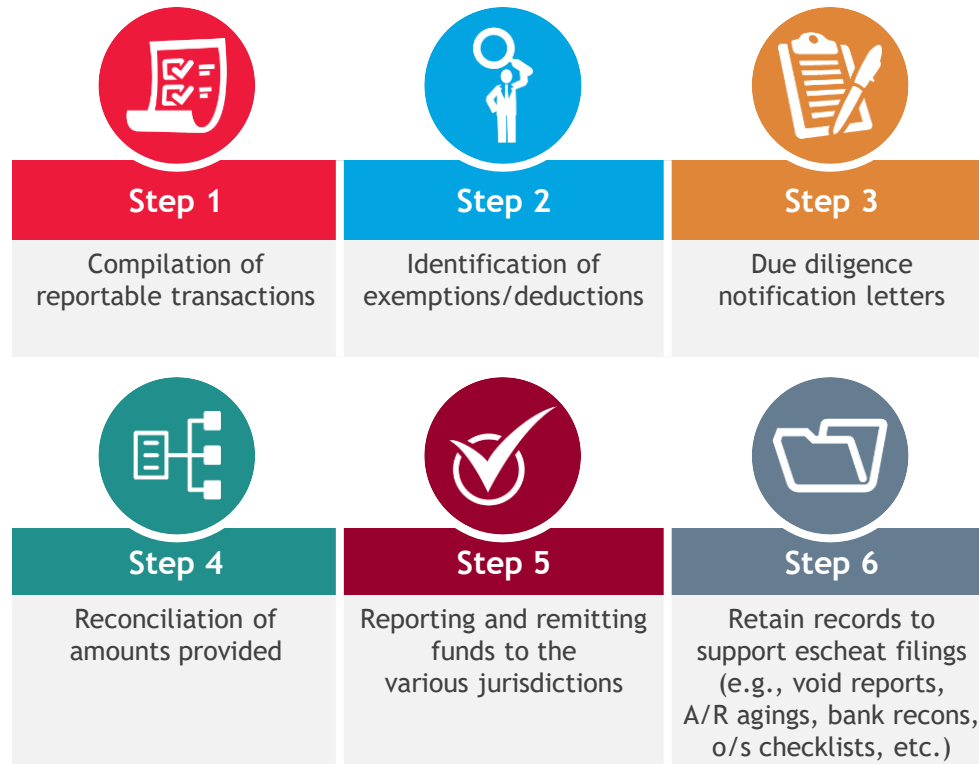 Step 1
Compilation of
reportable transactions
Step 2
Identification of
exemptions/deductions
Step 3
Due diligence
notification letters
Step 4
Reconciliation of
amounts provided
Step 5
Reporting and remitting
funds to the
various jurisdictions
Step 6
Retain records to
support escheat filings
(e.g., void reports,
A/R agings, bank recons,
o/s checklists, etc.)